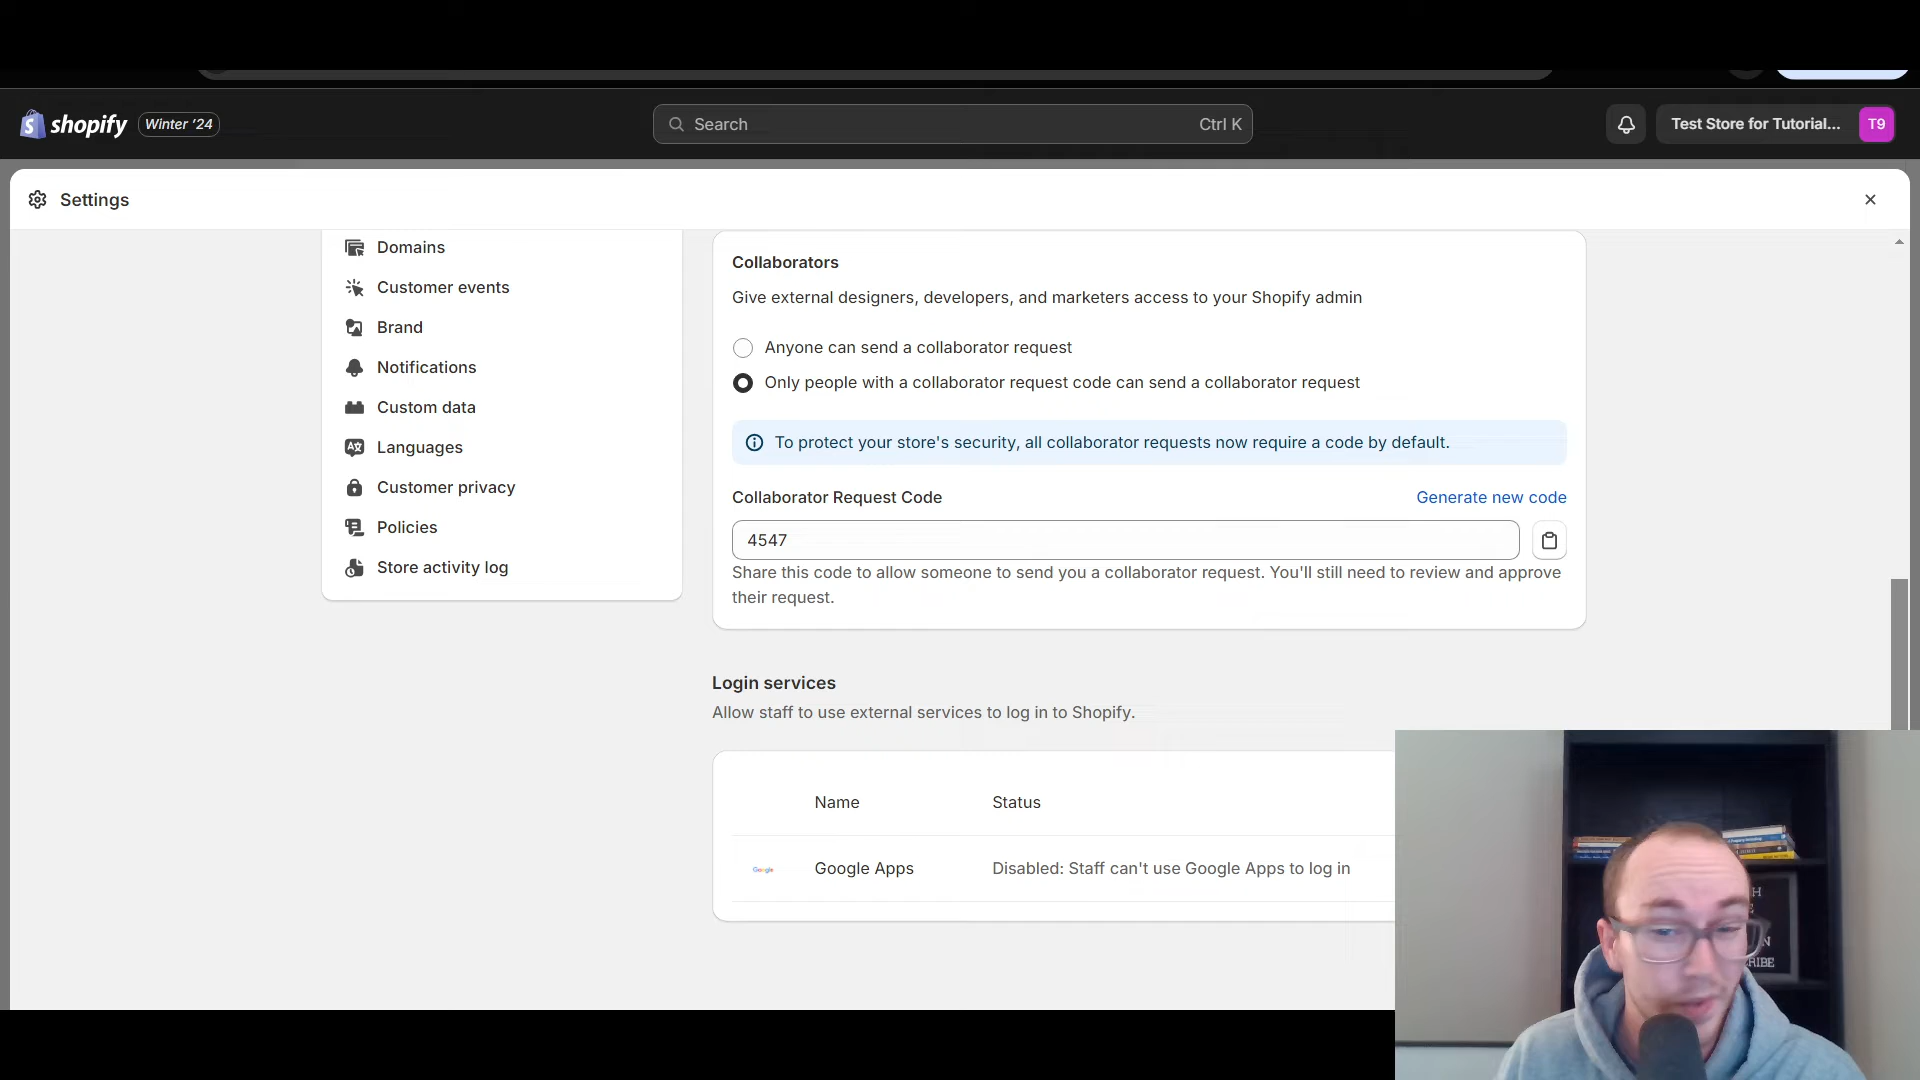 shopify
Winter '24
Search
Ctrl K
Test Store for Tutorial...
T9
Settings
Domains
Customer events
Brand
Notifications
Custom data
Languages
Customer privacy
Policies
Store activity log
Collaborators
Give external designers, developers, and marketers access to your Shopify admin
Anyone can send a collaborator request
Only people with a collaborator request code can send a collaborator request
To protect your store's security, all collaborator requests now require a code by default.
Collaborator Request Code
Generate new code
4547
Share this code to allow someone to send you a collaborator request. You'll still need to review and approve
their request.
Login services
Allow staff to use external services to log in to Shopify.
Name
Status
Google
Google Apps
Disabled: Staff can't use Google Apps to log in